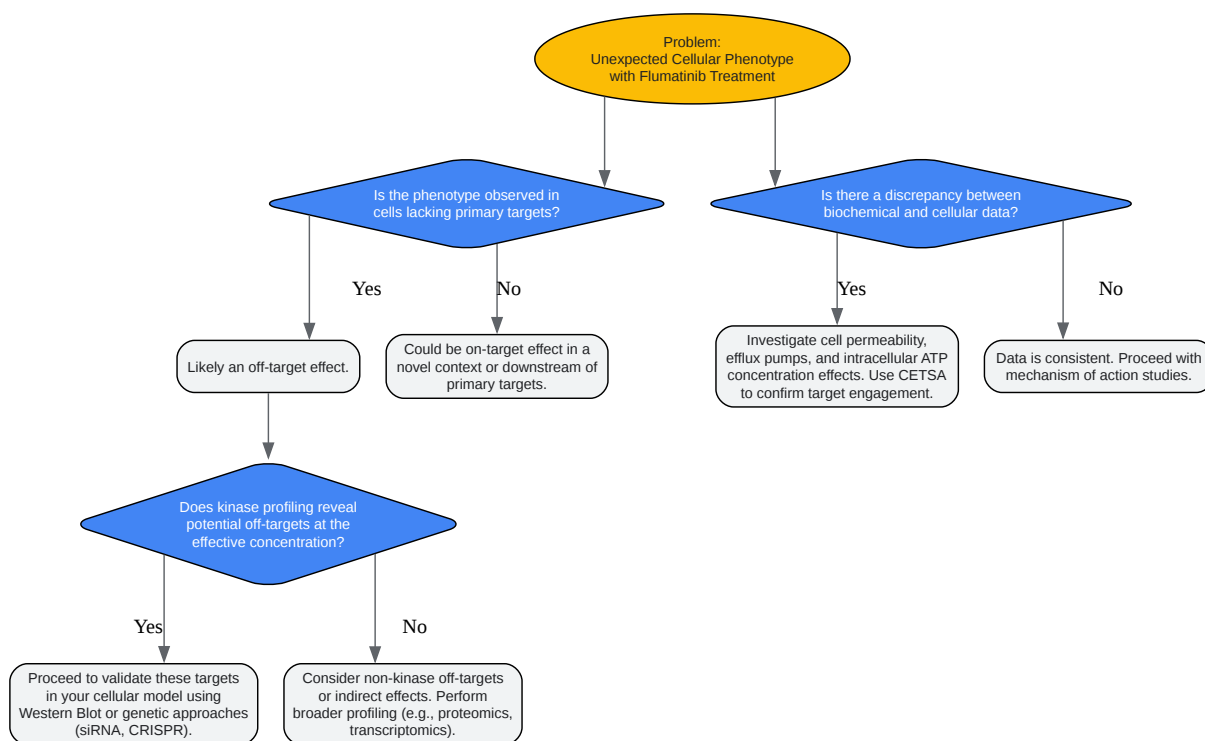 Problem:
Unexpected Cellular Phenotype
with Flumatinib Treatment
Is the phenotype observed in
cells lacking primary targets?
Is there a discrepancy between
biochemical and cellular data?
Yes
No
Yes
No
Likely an off-target effect.
Could be on-target effect in a
novel context or downstream of
primary targets.
Investigate cell permeability,
efflux pumps, and intracellular ATP
concentration effects. Use CETSA
to confirm target engagement.
Data is consistent. Proceed with
mechanism of action studies.
Does kinase profiling reveal
potential off-targets at the
effective concentration?
Yes
No
Proceed to validate these targets
in your cellular model using
Western Blot or genetic approaches
(siRNA, CRISPR).
Consider non-kinase off-targets
or indirect effects. Perform
broader profiling (e.g., proteomics,
transcriptomics).